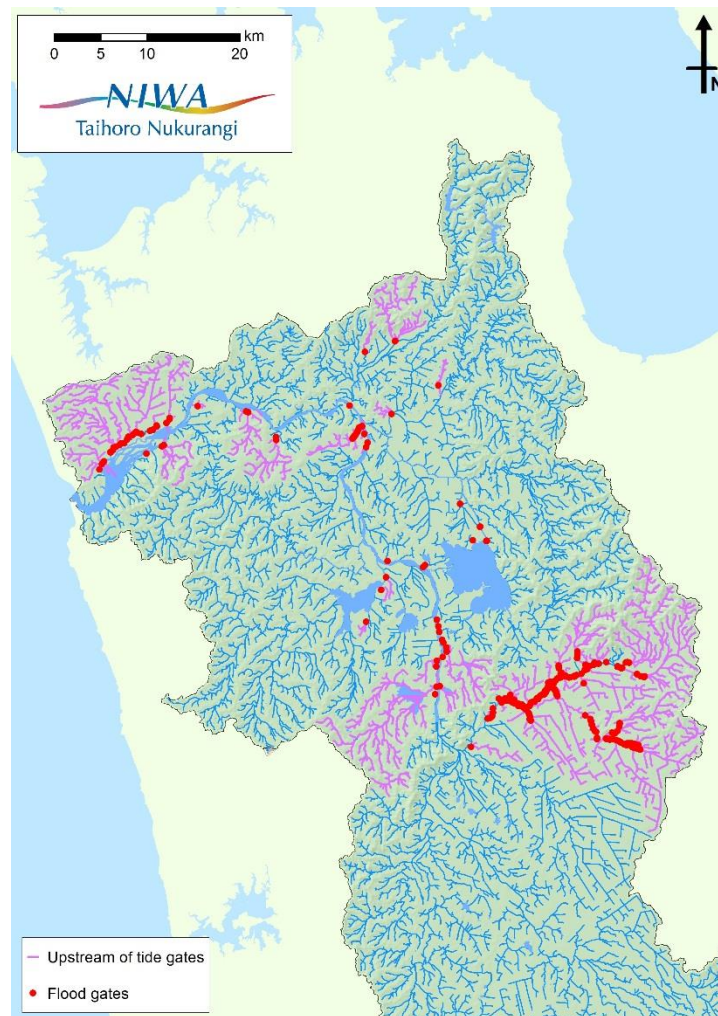 0 5 10 20 km
NIWA
Taihoro Nukurangi
N
Upstream of tide gates
Flood gates